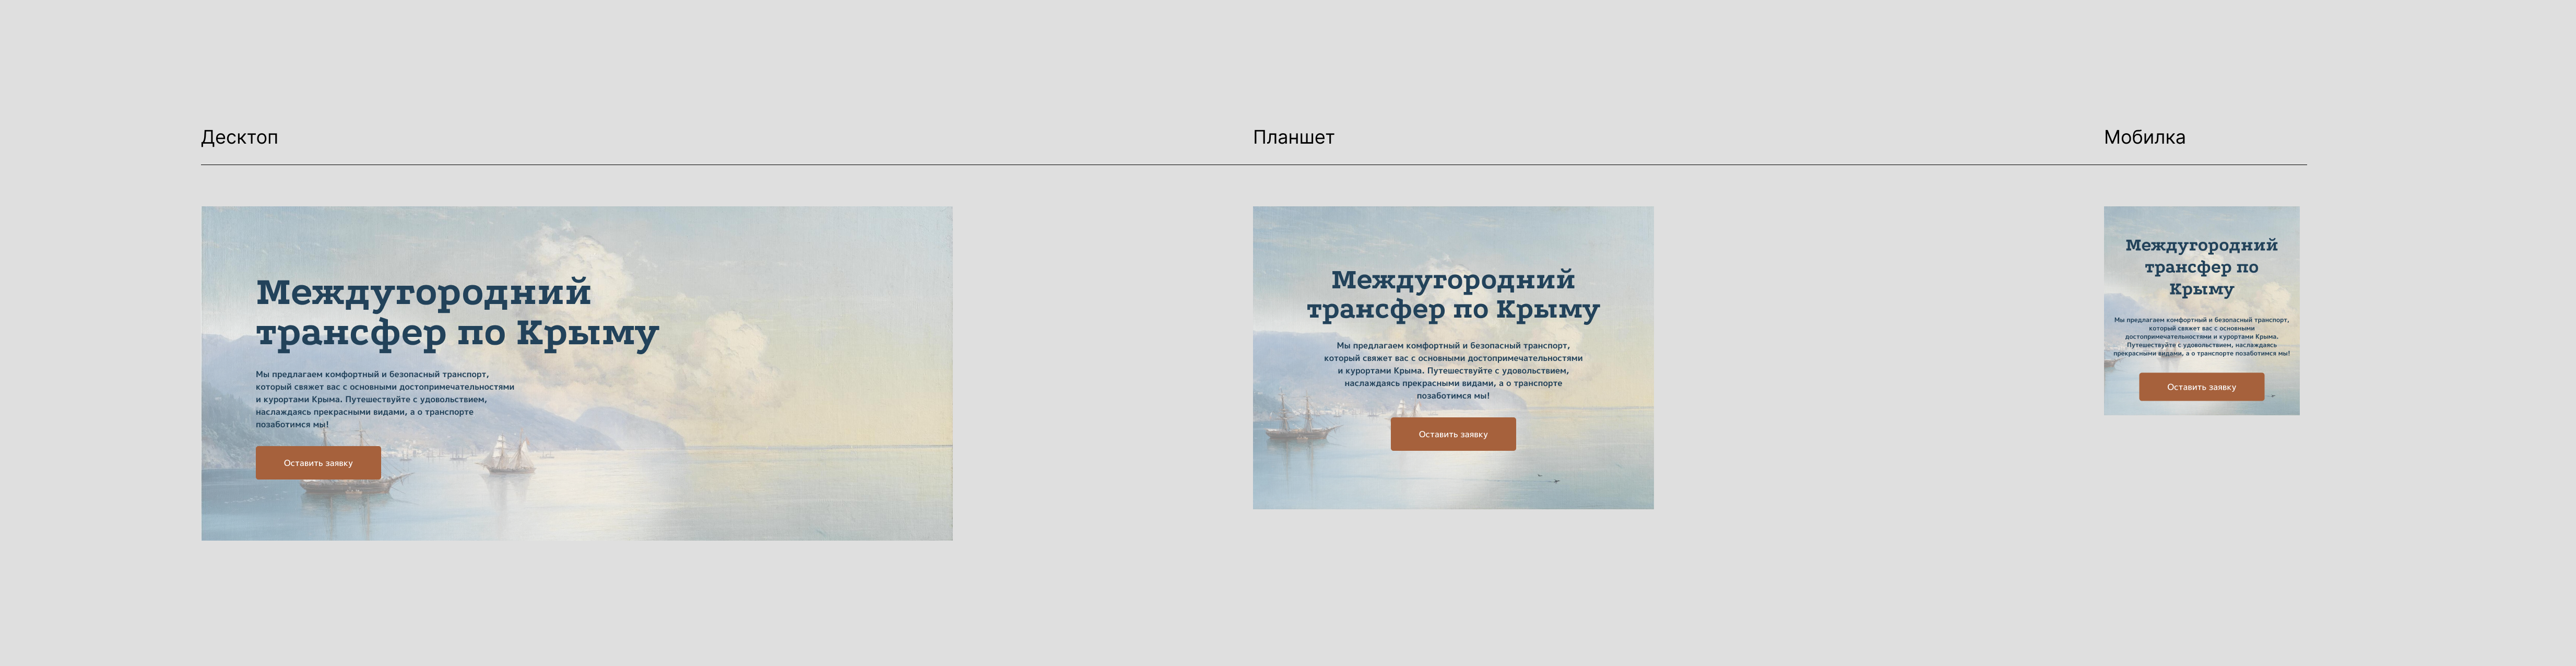 Десктоп
Планшет
Мобилка
Междугородний
трансфер по Крыму
Мы предлагаем комфортный и безопасный транспорт,
который свяжет вас с основными достопримечательностями
и курортами Крыма. Путешествуйте с удовольствием,
наслаждаясь прекрасными видами, а о транспорте
позаботимся мы!
Оставить заявку
Междугородний
трансфер по Крыму
Мы предлагаем комфортный и безопасный транспорт,
который свяжет вас с основными достопримечательностями
и курортами Крыма. Путешествуйте с удовольствием,
наслаждаясь прекрасными видами, а о транспорте
позаботимся мы!
Оставить заявку
Междугородний
трансфер по
Крыму
Мы предлагаем комфортный и безопасный транспорт,
который свяжет вас с основными
достопримечательностями и курортами Крыма.
Путешествуйте с удовольствием, наслаждаясь
прекрасными видами, а о транспорте позаботимся мы!
Оставить заявку